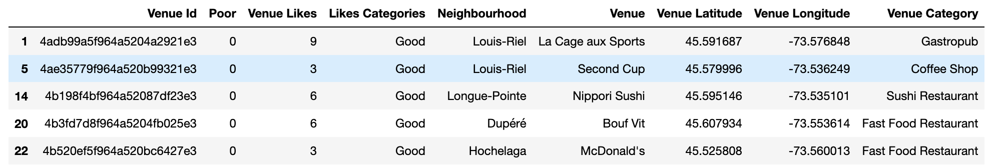 Venue Id Poor Venue Likes Likes Categories Neighbourhood Venue Venue Latitude Venue Longitude Venue Category
1 4adb99a5f964a5204a2921e3 0 9 Good Louis-Riel La Cage aux Sports 45.591687 -73.576848 Gastropub
5 4ae35779f964a520b99321e3 0 3 Good Louis-Riel Second Cup 45.579996 -73.536249 Coffee Shop
14 4b198f4bf964a52087df23e3 0 6 Good Longue-Pointe Nippori Sushi 45.595146 -73.535101 Sushi Restaurant
20 4b3fd7d8f964a5204fb025e3 0 6 Good Dupéré Bouf Vit 45.607934 -73.553614 Fast Food Restaurant
22 4b520ef5f964a520bc6427e3 0 3 Good Hochelaga McDonald's 45.525808 -73.560013 Fast Food Restaurant